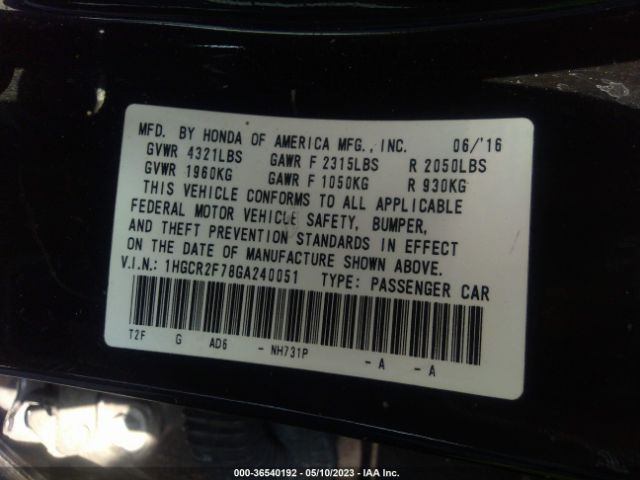 MFD. BY HONDA OF AMERICA MFG., INC. 06/'16
GVWR 4321LBS GAWR F 2315LBS R 2050LBS
GVWR 1960KG GAWR F 1050KG R 930KG
THIS VEHICLE CONFORMS TO ALL APPLICABLE
FEDERAL MOTOR VEHICLE SAFETY, BUMPER,
AND THEFT PREVENTION STANDARDS IN EFFECT
ON THE DATE OF MANUFACTURE SHOWN ABOVE.
V.I.N.: 1HGCR2F78GA240051 TYPE: PASSENGER CAR
T2F G AD6 - NH731P - A - A
000-36540192 - 05/10/2023 - IAA Inc.